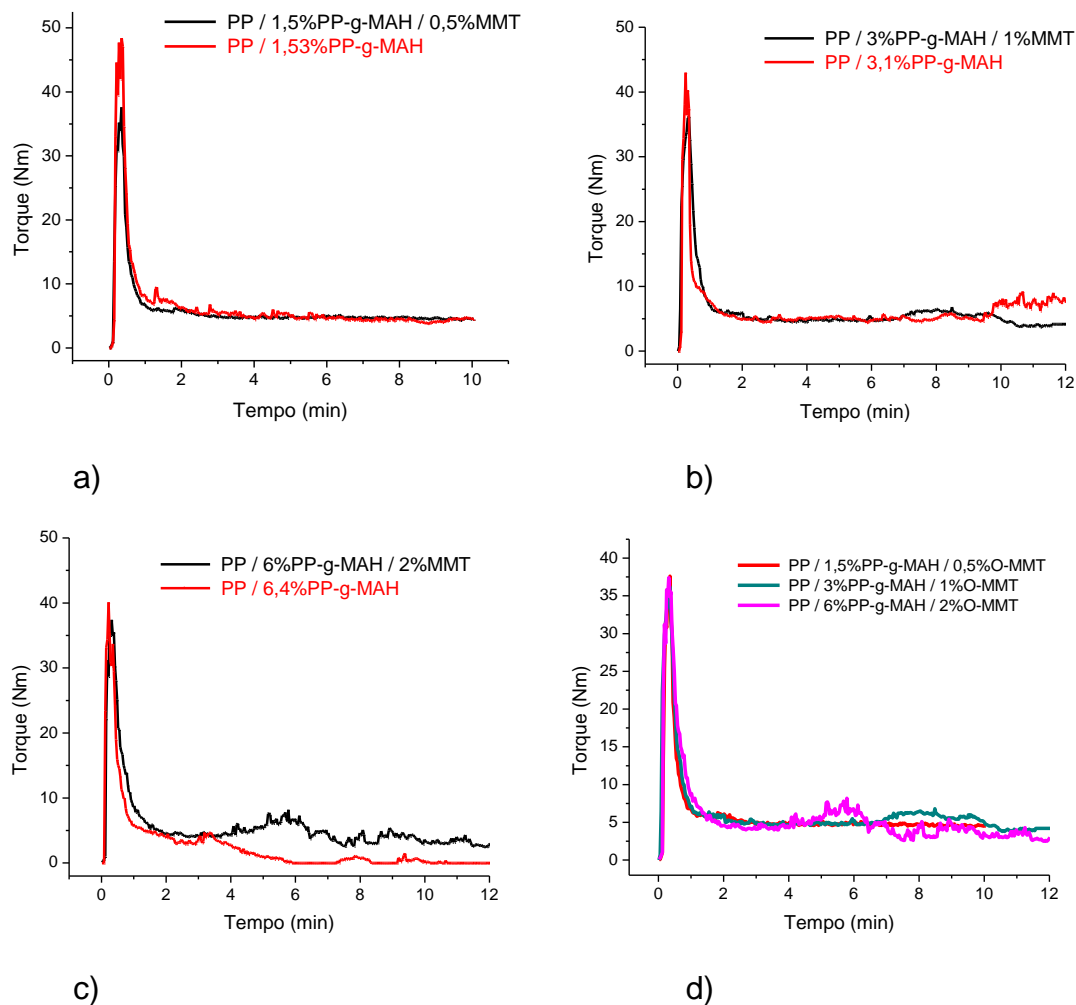 PP / 1,5%PP-g-MAH / 0,5%MMT
PP / 1,53%PP-g-MAH
50
40
30
20
10
0
Torque (Nm)
0 2 4 6 8 10
Tempo (min)
a)
PP / 3%PP-g-MAH / 1%MMT
PP / 3,1%PP-g-MAH
50
40
30
20
10
0
Torque (Nm)
0 2 4 6 8 10 12
Tempo (min)
b)
PP / 6%PP-g-MAH / 2%MMT
PP / 6,4%PP-g-MAH
50
40
30
20
10
0
Torque (Nm)
0 2 4 6 8 10 12
Tempo (min)
c)
PP / 1,5%PP-g-MAH / 0,5%O-MMT
PP / 3%PP-g-MAH / 1%O-MMT
PP / 6%PP-g-MAH / 2%O-MMT
40
35
30
25
20
15
10
5
0
Torque (Nm)
0 2 4 6 8 10 12
Tempo (min)
d)